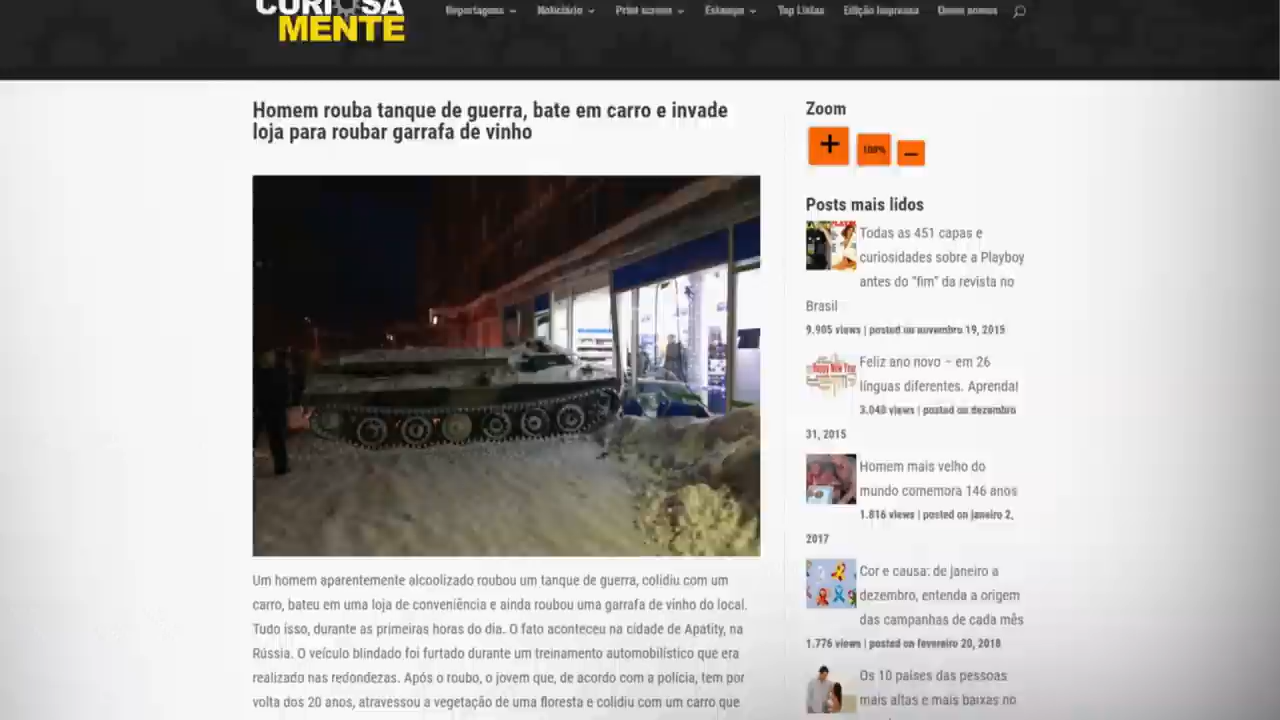 CURIOSA
MENTE
Reportagens
Noticiário
Print screen
Estampa
Top Listas
Edição Impressa
Quem somos
Homem rouba tanque de guerra, bate em carro e invade
loja para roubar garrafa de vinho
Um homem aparentemente alcoolizado roubou um tanque de guerra, colidiu com um
carro, bateu em uma loja de conveniência e ainda roubou uma garrafa de vinho do local.
Tudo isso, durante as primeiras horas do dia. O fato aconteceu na cidade de Apatity, na
Rússia. O veículo blindado foi furtado durante um treinamento automobilístico que era
realizado nas redondezas. Após o roubo, o jovem que, de acordo com a polícia, tem por
volta dos 20 anos, atravessou a vegetação de uma floresta e colidiu com um carro que
Zoom
+
100%
–
Posts mais lidos
Todas as 451 capas e
curiosidades sobre a Playboy
antes do "fim" da revista no
Brasil
9.905 views | posted on novembro 19, 2015
Feliz ano novo – em 26
línguas diferentes. Aprenda!
3.043 views | posted on dezembro
31, 2015
Homem mais velho do
mundo comemora 146 anos
1.816 views | posted on janeiro 2,
2017
Cor e causa: de janeiro a
dezembro, entenda a origem
das campanhas de cada mês
1.776 views | posted on fevereiro 20, 2018
Os 10 países das pessoas
mais altas e mais baixas no